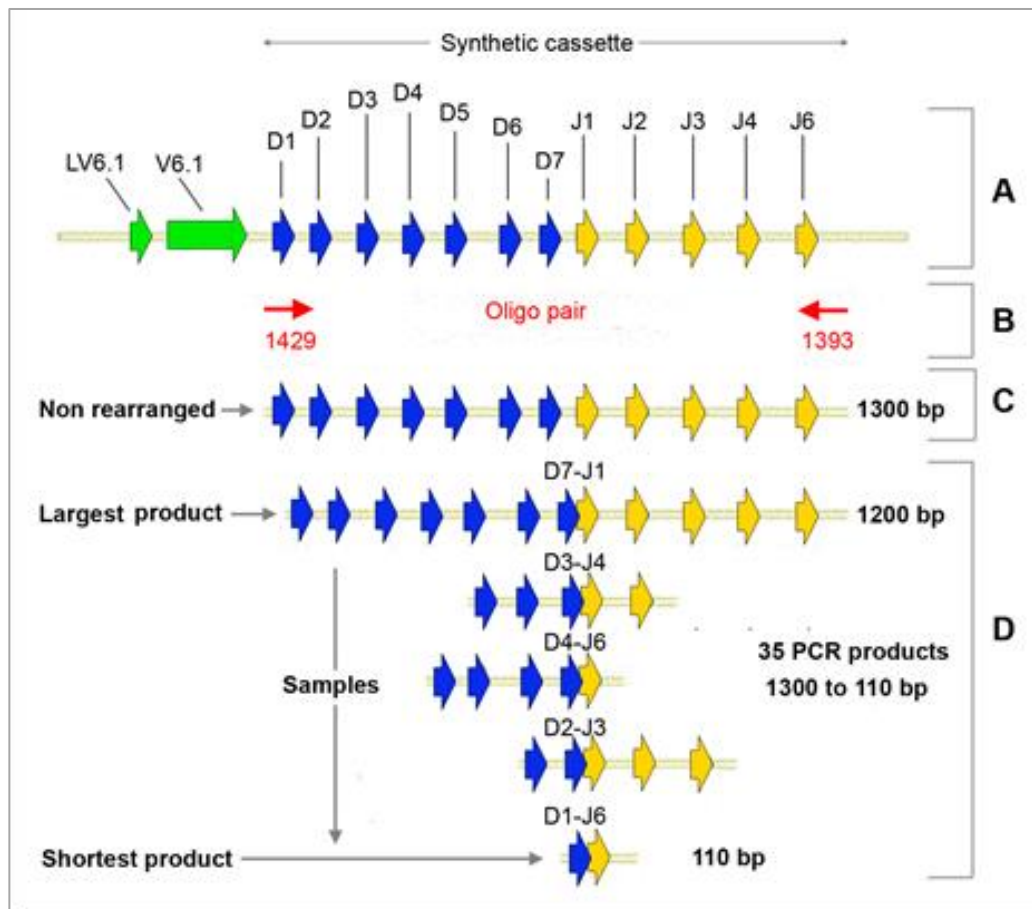 Synthetic cassette
LV6.1 V6.1 D1 D2 D3 D4 D5 D6 D7 J1 J2 J3 J4 J6
A
Oligo pair
1429 1393
B
Non rearranged 1300 bp
C
D7-J1
Largest product 1200 bp
D3-J4
D
D4-J6
35 PCR products
Samples
1300 to 110 bp
D2-J3
D1-J6
Shortest product 110 bp